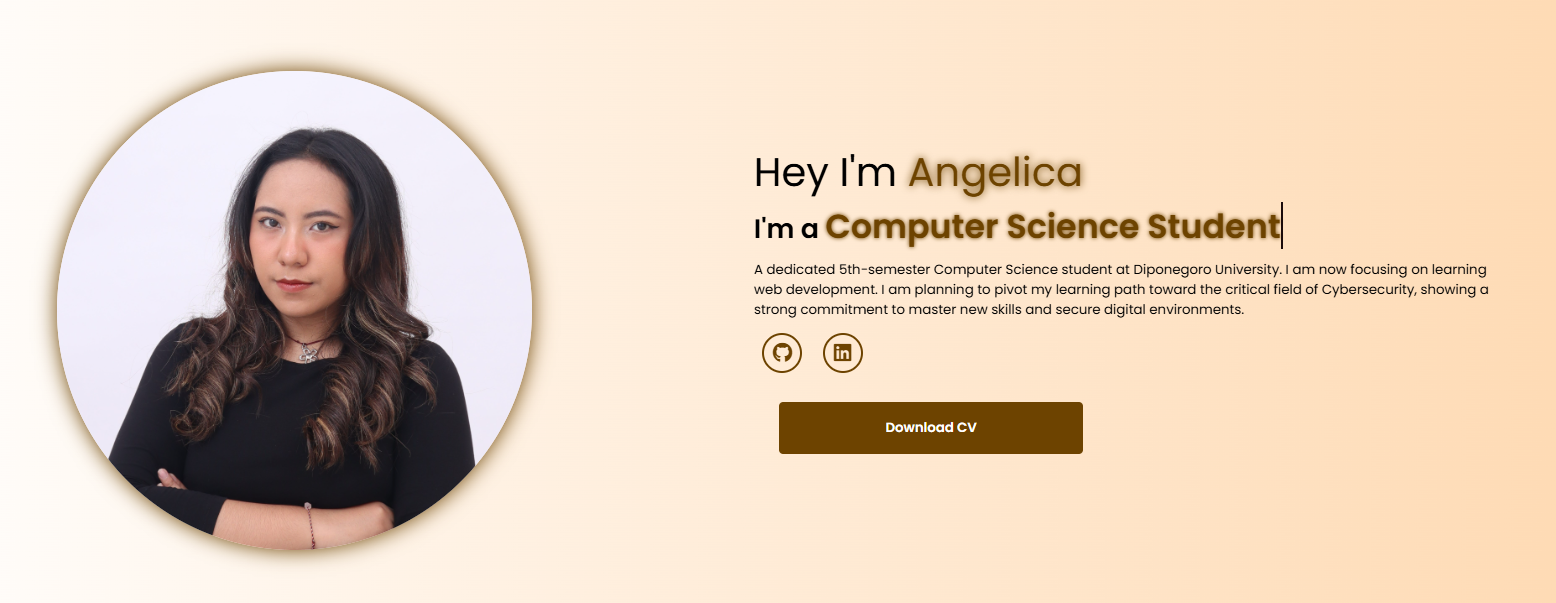 Hey I'm Angelica
I'm a Computer Science Student
A dedicated 5th-semester Computer Science student at Diponegoro University. I am now focusing on learning
web development. I am planning to pivot my learning path toward the critical field of Cybersecurity, showing a
strong commitment to master new skills and secure digital environments.
in
Download CV